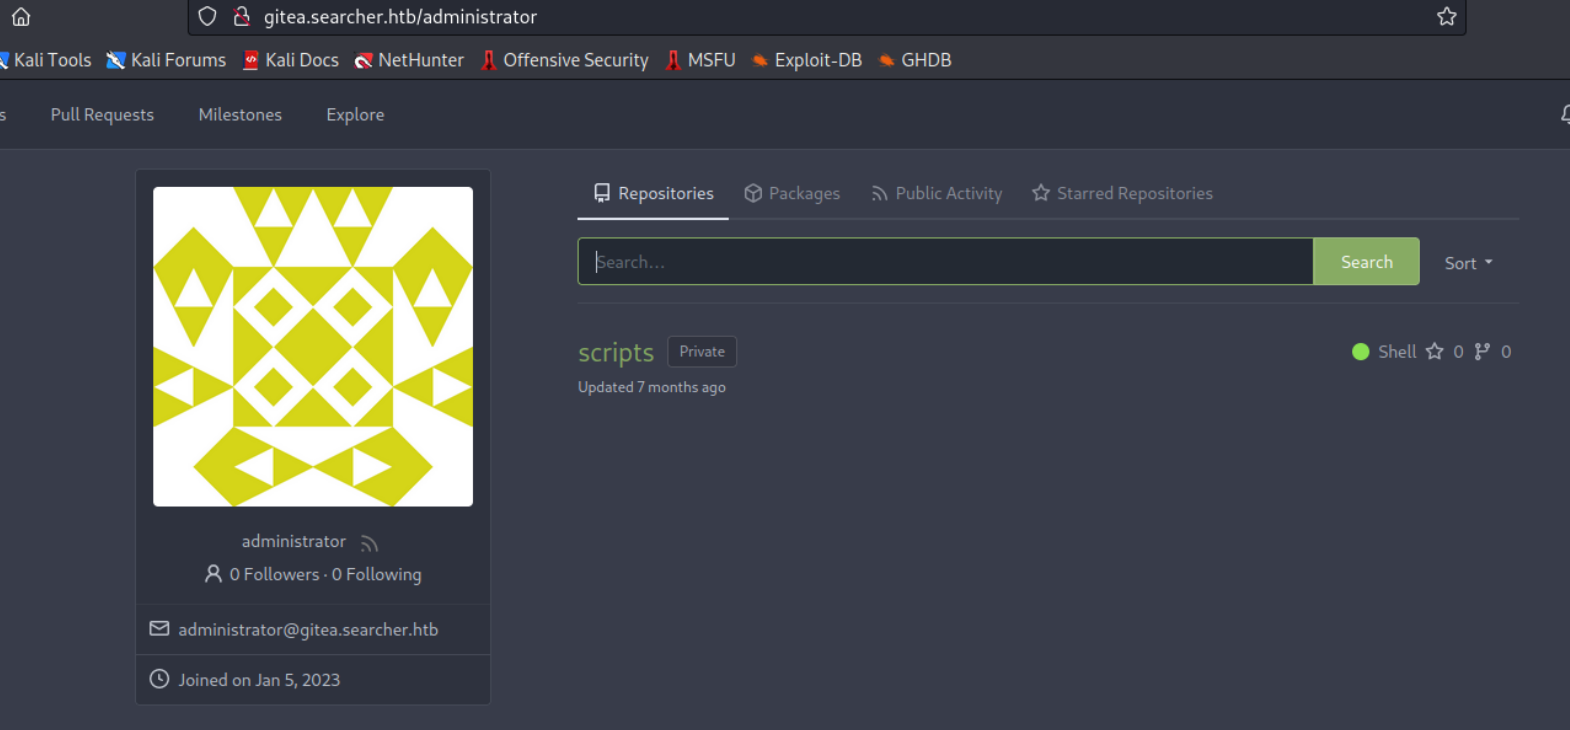 gitea.searcher.htb/administrator
Kali Tools Kali Forums Kali Docs NetHunter Offensive Security MSFU Exploit-DB GHDB
s Pull Requests Milestones Explore
Repositories Packages Public Activity Starred Repositories
Search... Search Sort
scripts Private Shell 0 0
Updated 7 months ago
administrator
0 Followers · 0 Following
administrator@gitea.searcher.htb
Joined on Jan 5, 2023